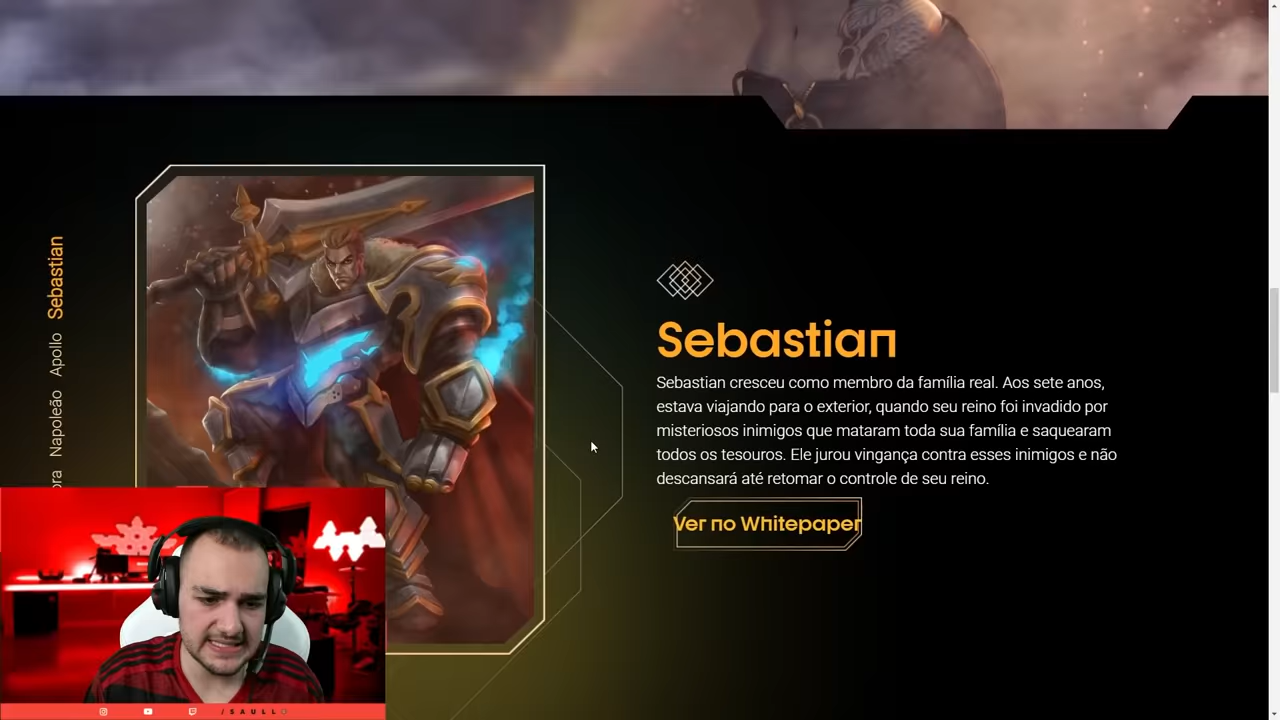 Sebastian
Apollo
Napoleão
ora
Sebastian
Sebastian cresceu como membro da família real. Aos sete anos,
estava viajando para o exterior, quando seu reino foi invadido por
misteriosos inimigos que mataram toda sua família e saquearam
todos os tesouros. Ele jurou vingança contra esses inimigos e não
descansará até retomar o controle de seu reino.
Ver no Whitepaper
/SAULLO